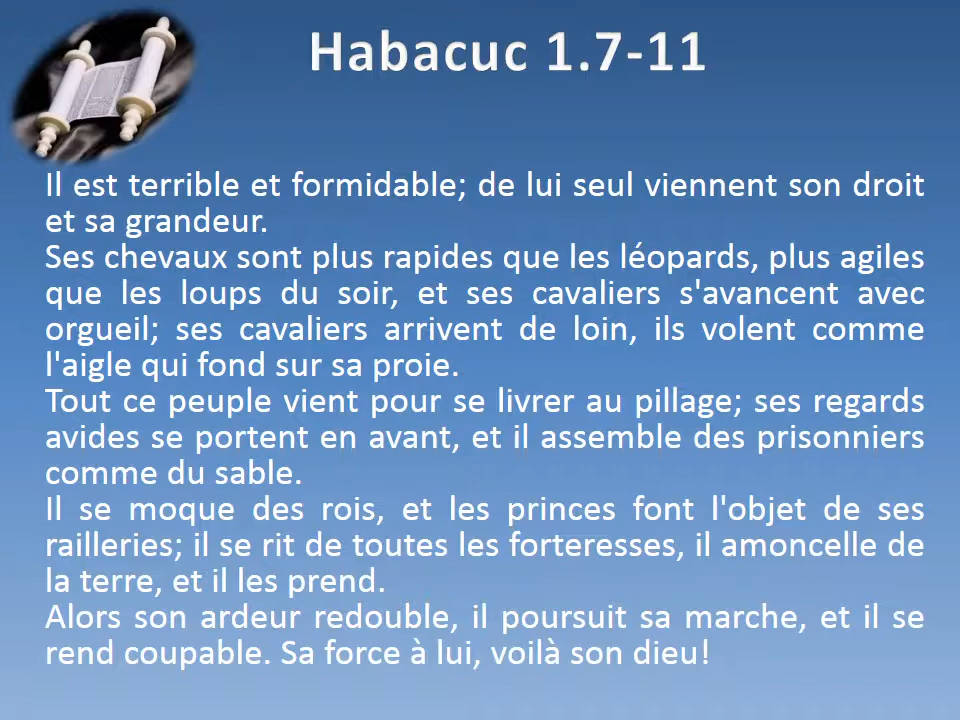 Habacuc 1.7-11
Il est terrible et formidable; de lui seul viennent son droit
et sa grandeur.
Ses chevaux sont plus rapides que les léopards, plus agiles
que les loups du soir, et ses cavaliers s'avancent avec
orgueil; ses cavaliers arrivent de loin, ils volent comme
l'aigle qui fond sur sa proie.
Tout ce peuple vient pour se livrer au pillage; ses regards
avides se portent en avant, et il assemble des prisonniers
comme du sable.
Il se moque des rois, et les princes font l'objet de ses
railleries; il se rit de toutes les forteresses, il amoncelle de
la terre, et il les prend.
Alors son ardeur redouble, il poursuit sa marche, et il se
rend coupable. Sa force à lui, voilà son dieu!